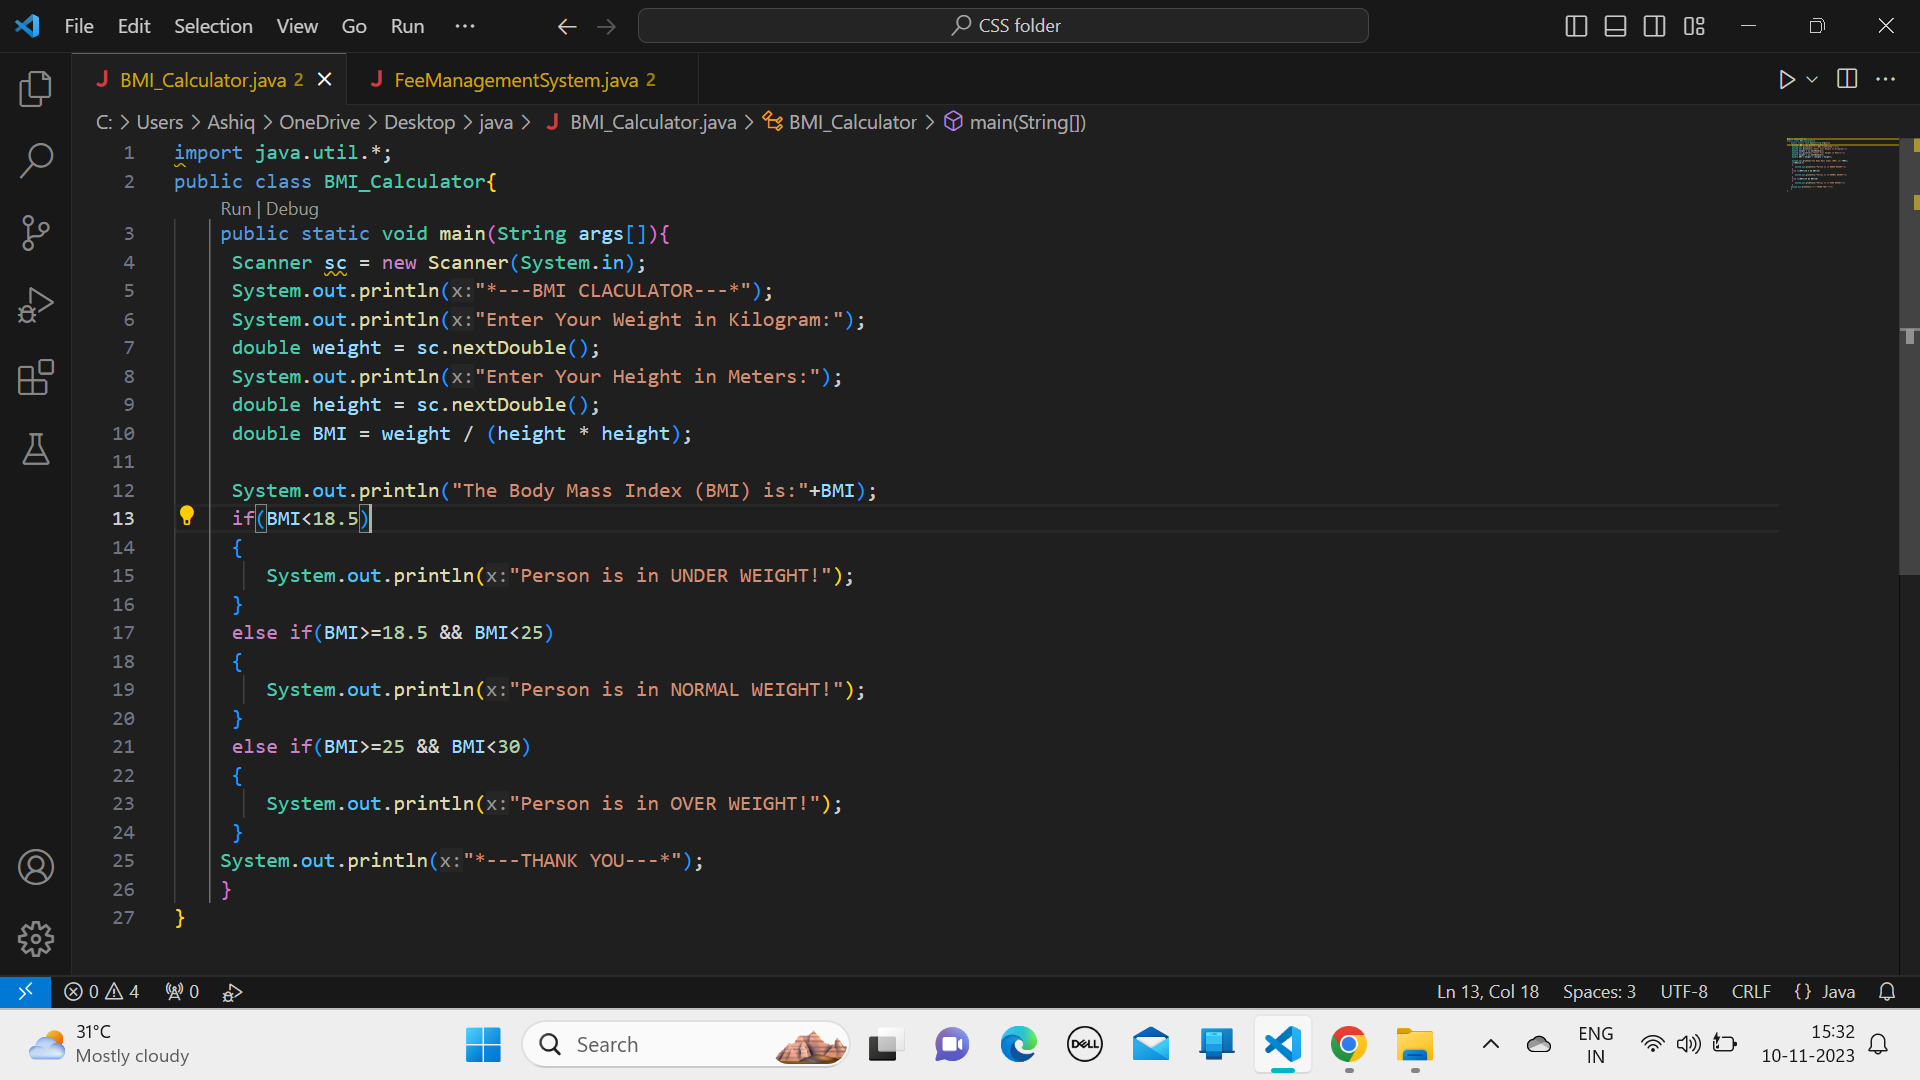 File Edit Selection View Go Run ··· CSS folder
BMI_Calculator.java 2 FeeManagementSystem.java 2
C: > Users > Ashiq > OneDrive > Desktop > java > J BMI_Calculator.java > BMI_Calculator > main(String[])
1 import java.util.*;
2 public class BMI_Calculator{
Run | Debug
3 public static void main(String args[]){
4 Scanner sc = new Scanner(System.in);
5 System.out.println(x:"*---BMI CLACULATOR---*");
6 System.out.println(x:"Enter Your Weight in Kilogram:");
7 double weight = sc.nextDouble();
8 System.out.println(x:"Enter Your Height in Meters:");
9 double height = sc.nextDouble();
10 double BMI = weight / (height * height);
11
12 System.out.println("The Body Mass Index (BMI) is:"+BMI);
13 if(BMI<18.5)
14 {
15 System.out.println(x:"Person is in UNDER WEIGHT!");
16 }
17 else if(BMI>=18.5 && BMI<25)
18 {
19 System.out.println(x:"Person is in NORMAL WEIGHT!");
20 }
21 else if(BMI>=25 && BMI<30)
22 {
23 System.out.println(x:"Person is in OVER WEIGHT!");
24 }
25 System.out.println(x:"*---THANK YOU---*");
26 }
27 }
0 4 0 Ln 13, Col 18 Spaces: 3 UTF-8 CRLF {} Java
31°C
Mostly cloudy
Search
DELL
ENG
IN
15:32
10-11-2023